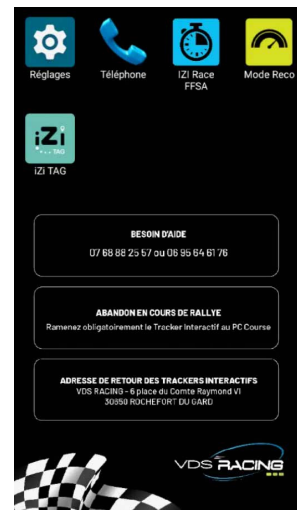 Réglages
Téléphone
IZI Race
FFSA
Mode Reco
iZi
TAG
iZi TAG
BESOIN D'AIDE
07 68 88 25 57 ou 06 95 64 61 76
ABANDON EN COURS DE RALLYE
Ramenez obligatoirement le Tracker Interactif au PC Course
ADRESSE DE RETOUR DES TRACKERS INTERACTIFS
VDS RACING - 6 place du Comte Raymond VI
30650 ROCHEFORT DU GARD
VDS RACING